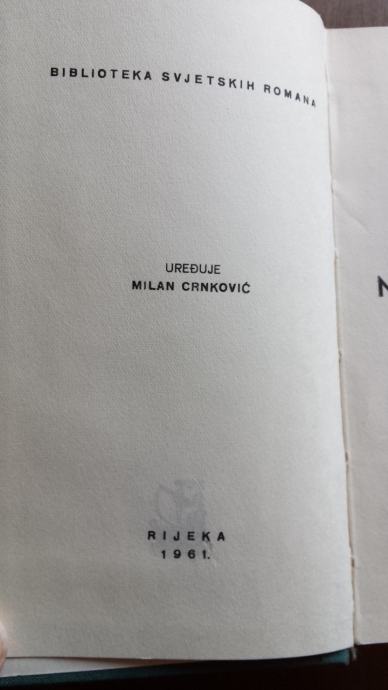 BIBLIOTEKA SVJETSKIH ROMANA
UREĐUJE
MILAN CRNKOVIĆ
RIJEKA
1961.